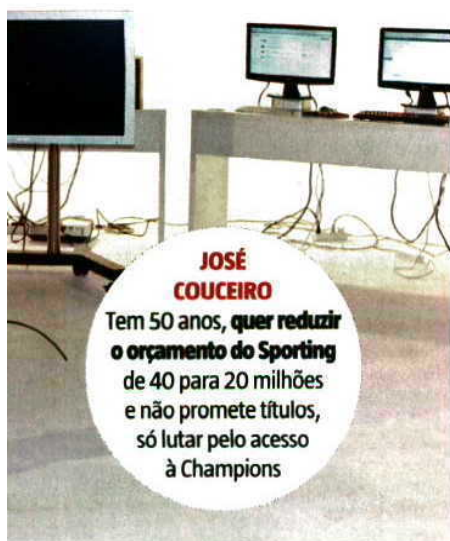 JOSÉ
COUCEIRO
Tem 50 anos, quer reduzir
o orçamento do Sporting
de 40 para 20 milhões
e não promete títulos,
só lutar pelo acesso
à Champions